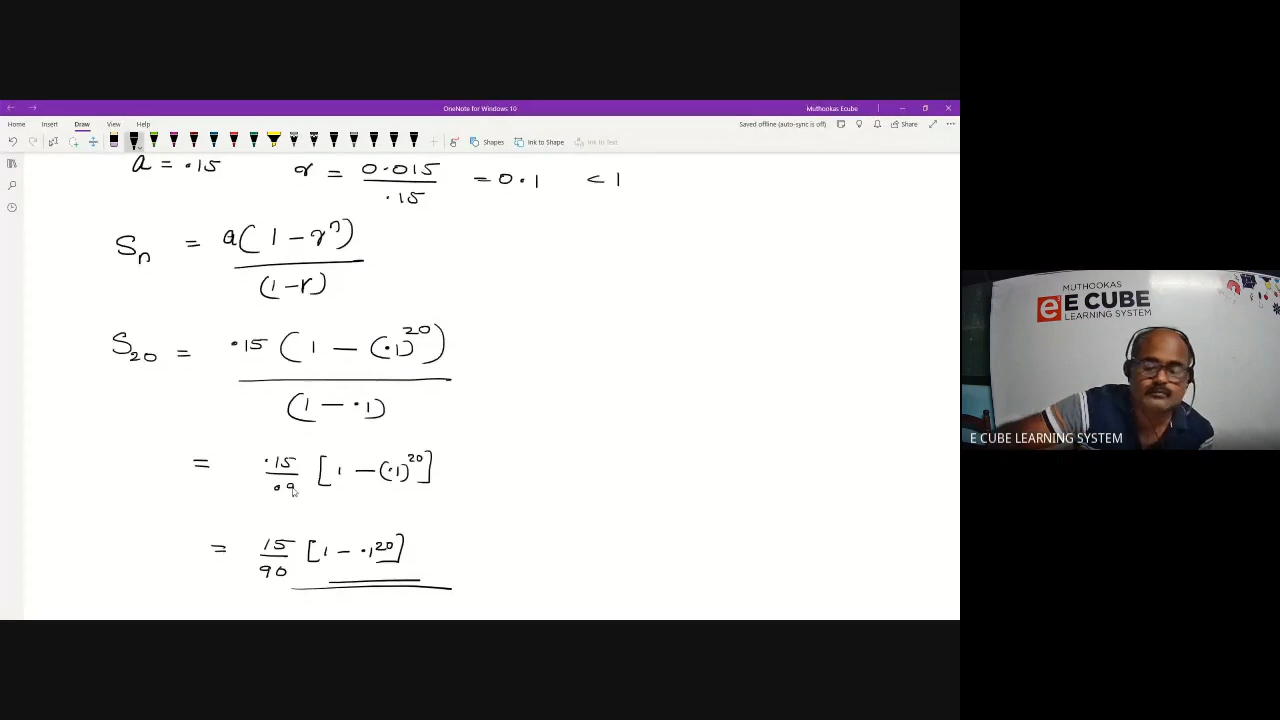 OneNote for Windows 10
Muthookas Ecube
Home Insert Draw View Help
Saved offline (auto-sync is off)
Share
Shapes
Ink to Shape
Ink to Text
a = .15 r = 0.015/.15 = 0.1 < 1
Sn = a(1 - r^n)/(1-r)
S20 = .15 (1 - (.1)^20)/(1 - .1)
= .15/.09 [1 - (.1)^20]
= 15/90 [1 - .1^20]
MUTHOOKAS
e3 E CUBE
LEARNING SYSTEM
E CUBE LEARNING SYSTEM